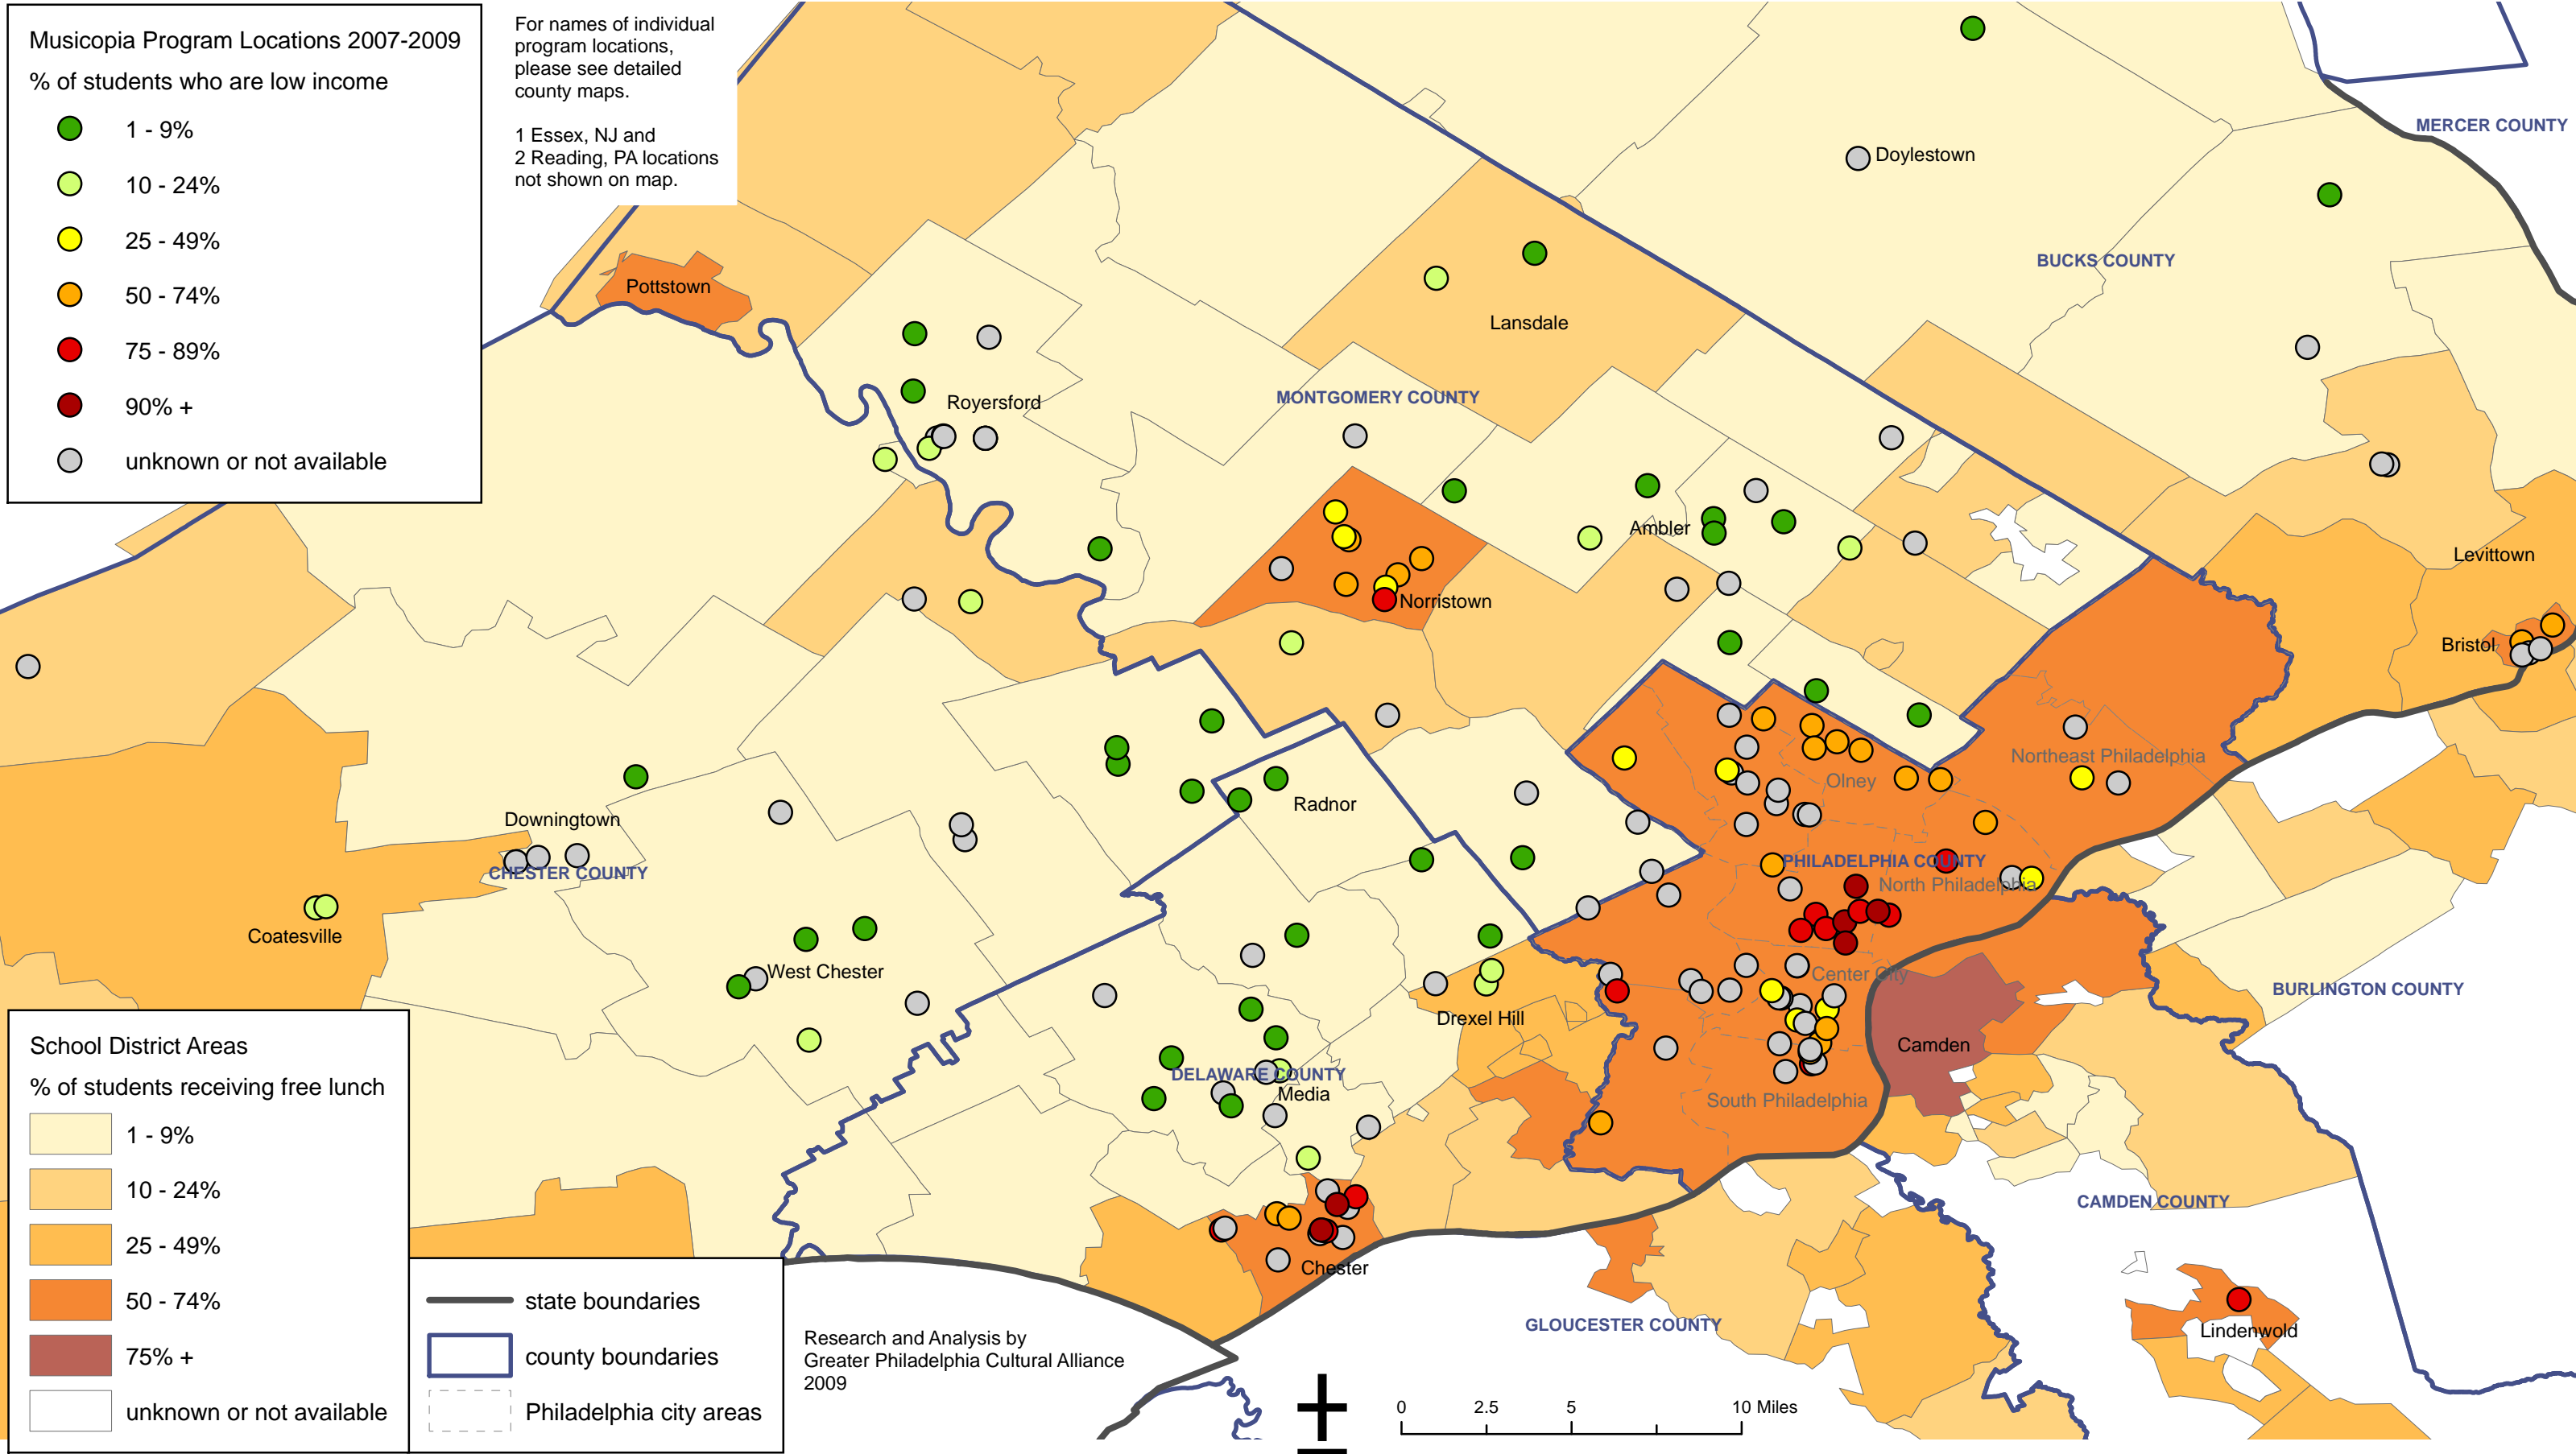 Musicopia Program Locations 2007-2009
% of students who are low income
1 - 9%
10 - 24%
25 - 49%
50 - 74%
75 - 89%
90% +
unknown or not available
For names of individual
program locations,
please see detailed
county maps.
1 Essex, NJ and
2 Reading, PA locations
not shown on map.
MERCER COUNTY
Doylestown
BUCKS COUNTY
Pottstown
Lansdale
MONTGOMERY COUNTY
Royersford
Ambler
Levittown
Norristown
Bristol
Northeast Philadelphia
Olney
Radnor
Downingtown
CHESTER COUNTY
PHILADELPHIA COUNTY
North Philadelphia
Coatesville
West Chester
Center City
BURLINGTON COUNTY
Drexel Hill
Camden
DELAWARE COUNTY
Media
South Philadelphia
CAMDEN COUNTY
Chester
GLOUCESTER COUNTY
Lindenwold
School District Areas
% of students receiving free lunch
1 - 9%
10 - 24%
25 - 49%
50 - 74%
75% +
unknown or not available
state boundaries
county boundaries
Philadelphia city areas
Research and Analysis by
Greater Philadelphia Cultural Alliance
2009
0 2.5 5 10 Miles